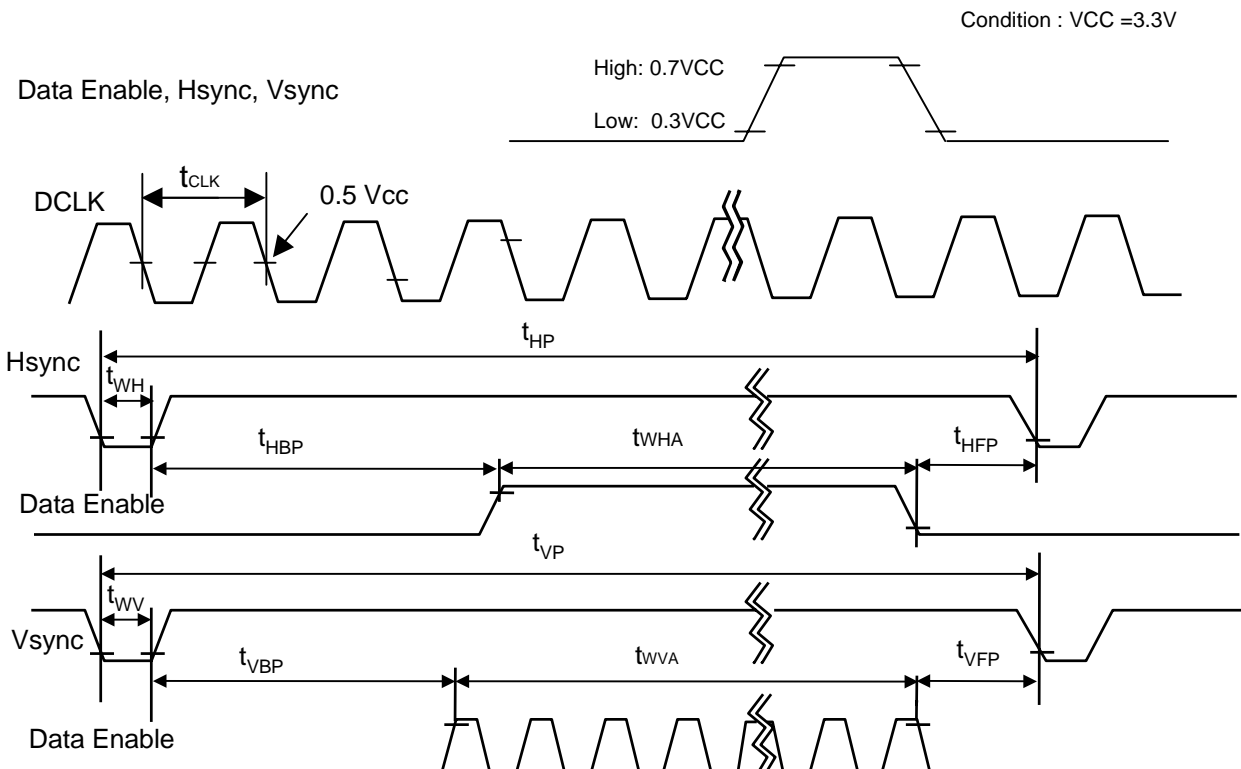 Condition : VCC =3.3V
High: 0.7VCC
Data Enable, Hsync, Vsync
Low: 0.3VCC
tCLK
0.5 Vcc
DCLK
tHP
Hsync
tWH
tHBP
tWHA
tHFP
Data Enable
tVP
tWV
Vsync
tVBP
tWVA
tVFP
Data Enable